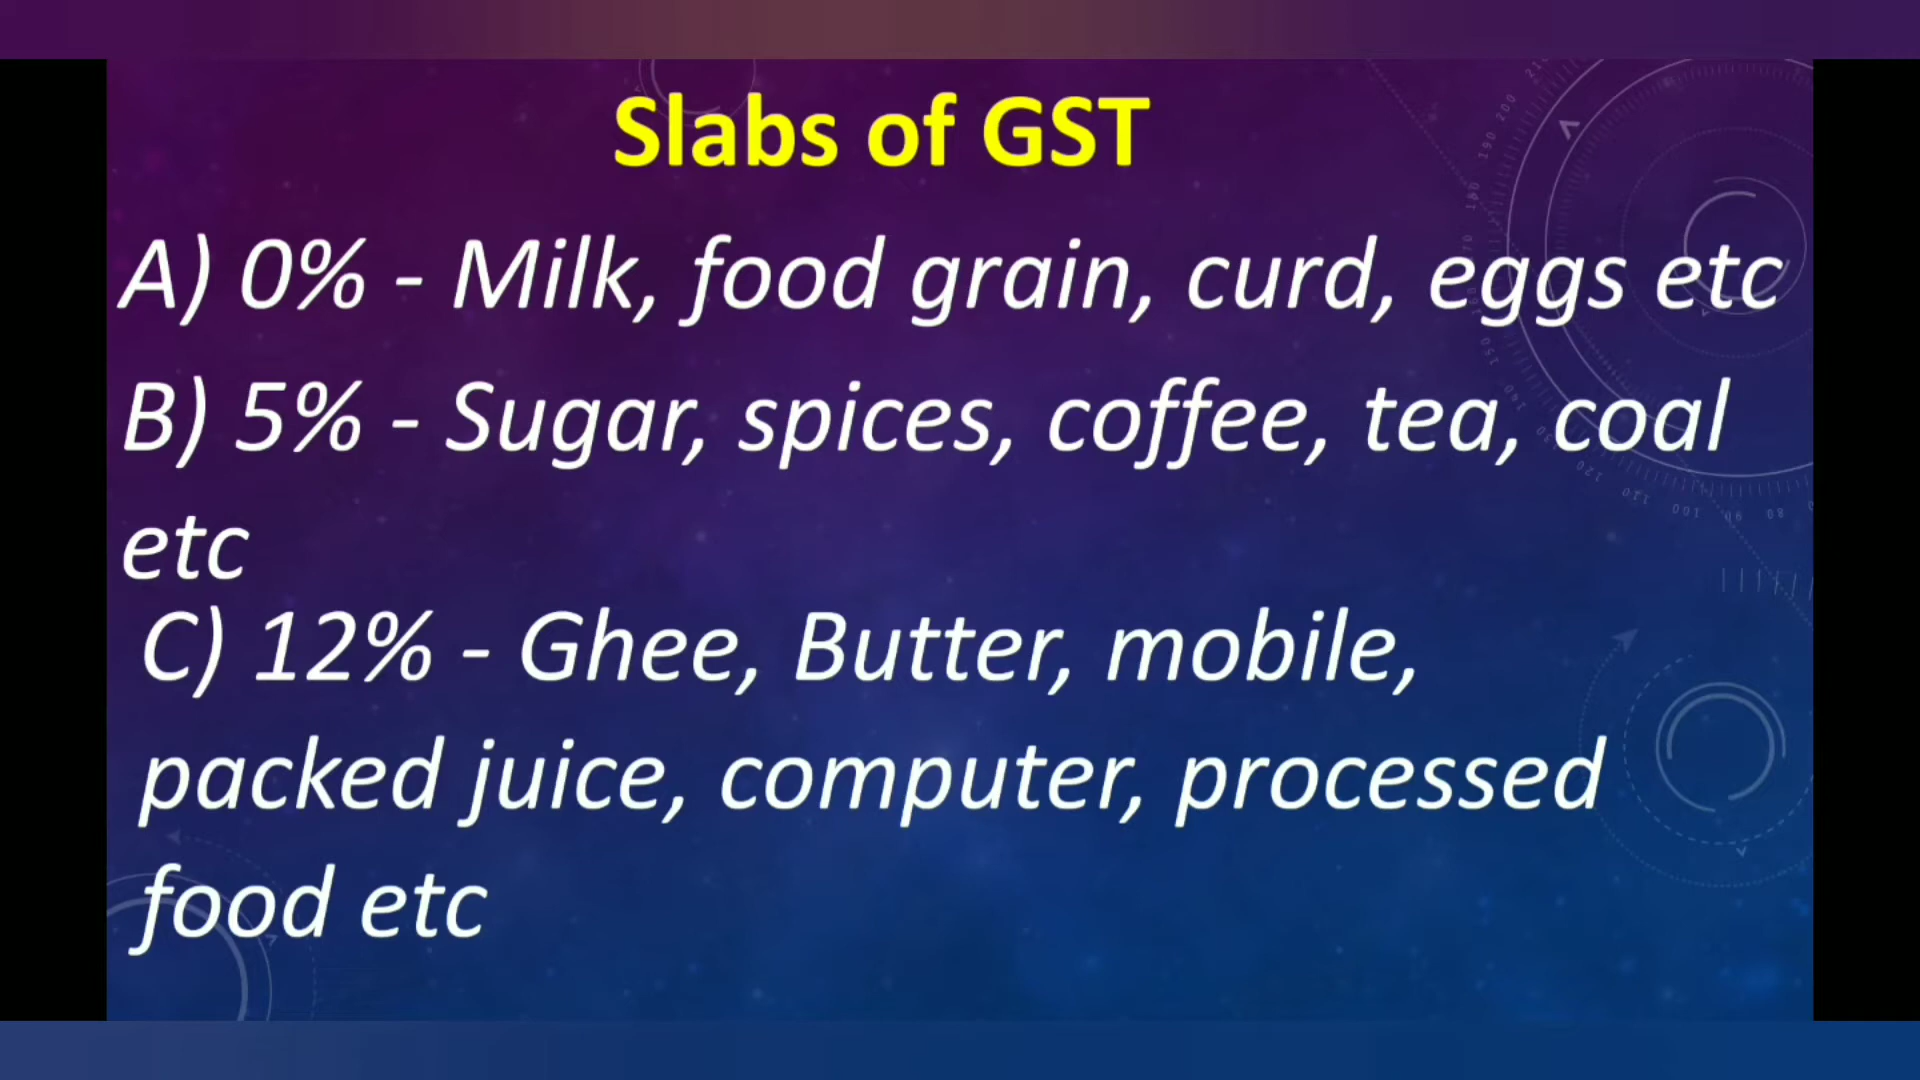 Slabs of GST
A) 0% - Milk, food grain, curd, eggs etc
B) 5% - Sugar, spices, coffee, tea, coal
etc
C) 12% - Ghee, Butter, mobile,
packed juice, computer, processed
food etc